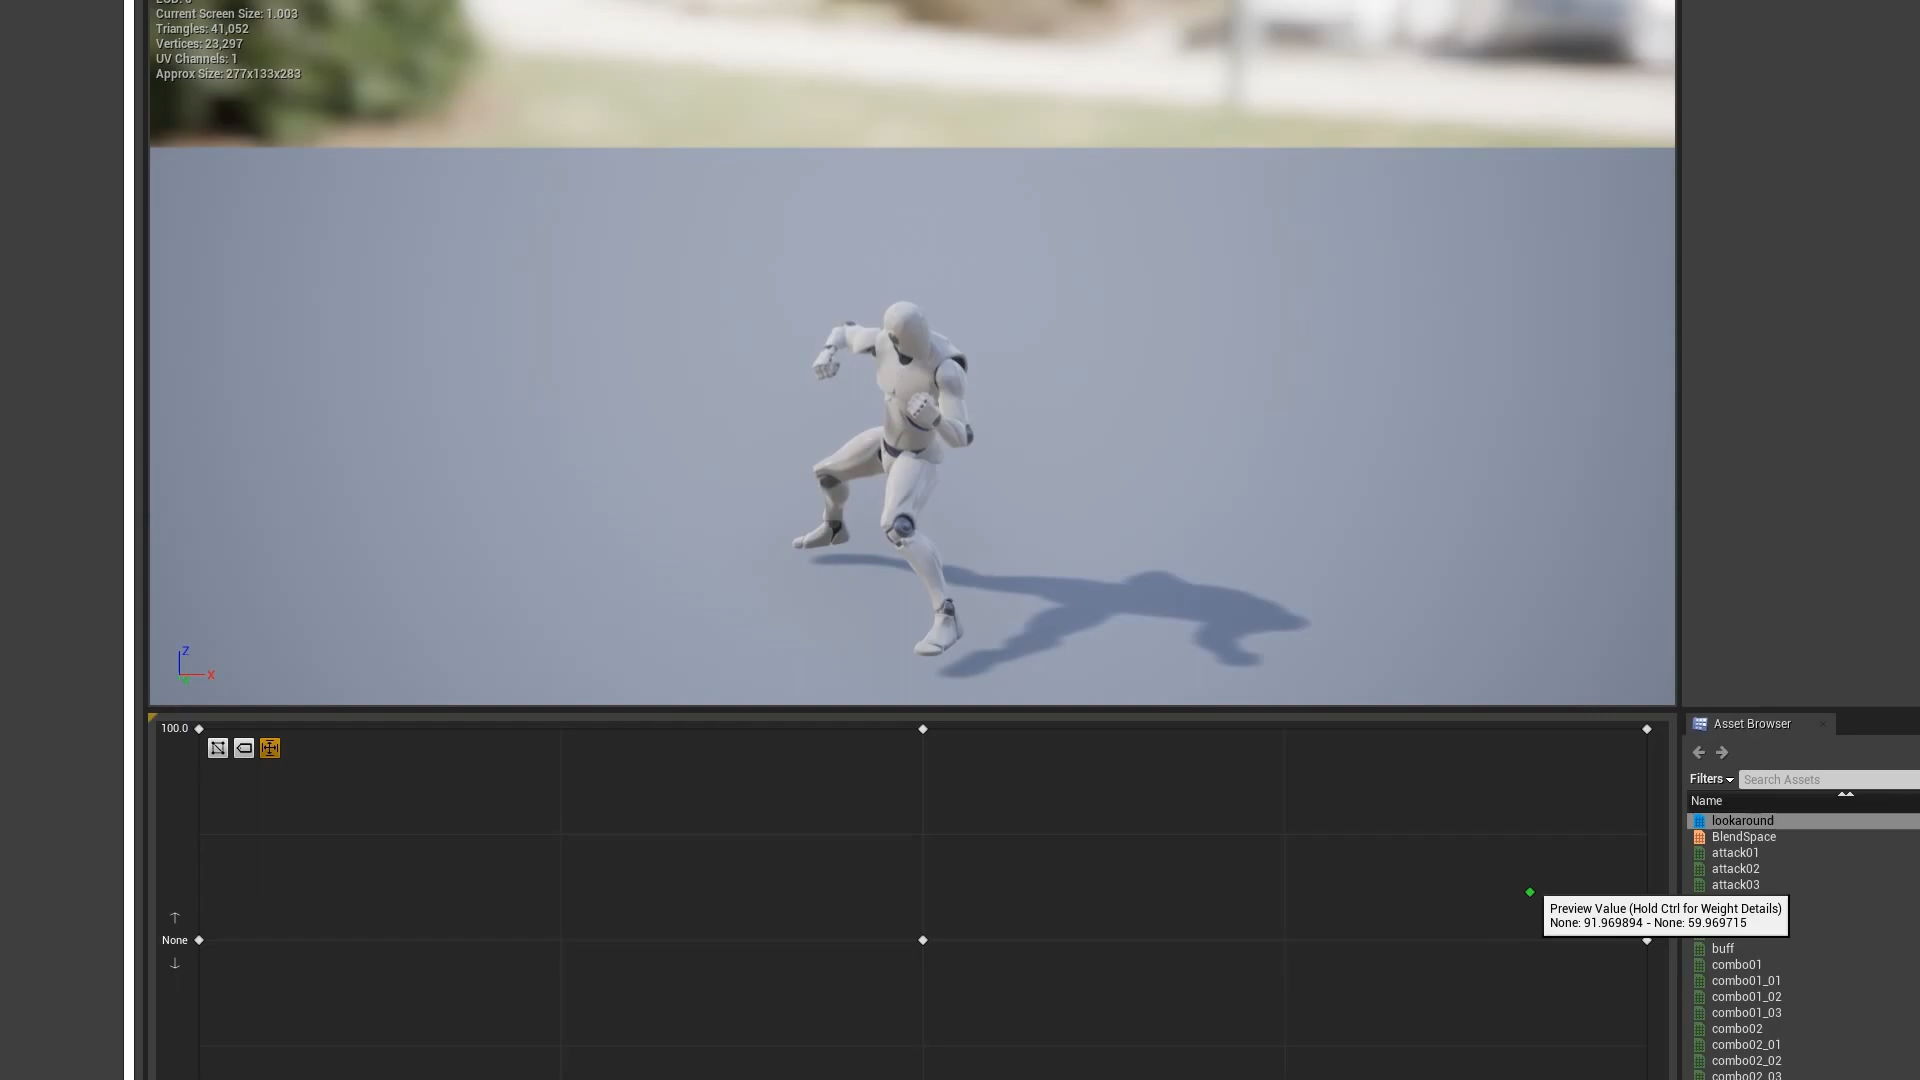 Current Screen Size: 1.003
Triangles: 41,052
Vertices: 23,297
UV Channels: 1
Approx Size: 277x133x283
Z
X
100.0
None
Preview Value (Hold Ctrl for Weight Details)
None: 91.969894 - None: 59.969715
Asset Browser
Filters
Search Assets
Name
lookaround
BlendSpace
attack01
attack02
attack03
buff
combo01
combo01_01
combo01_02
combo01_03
combo02
combo02_01
combo02_02
combo02_03